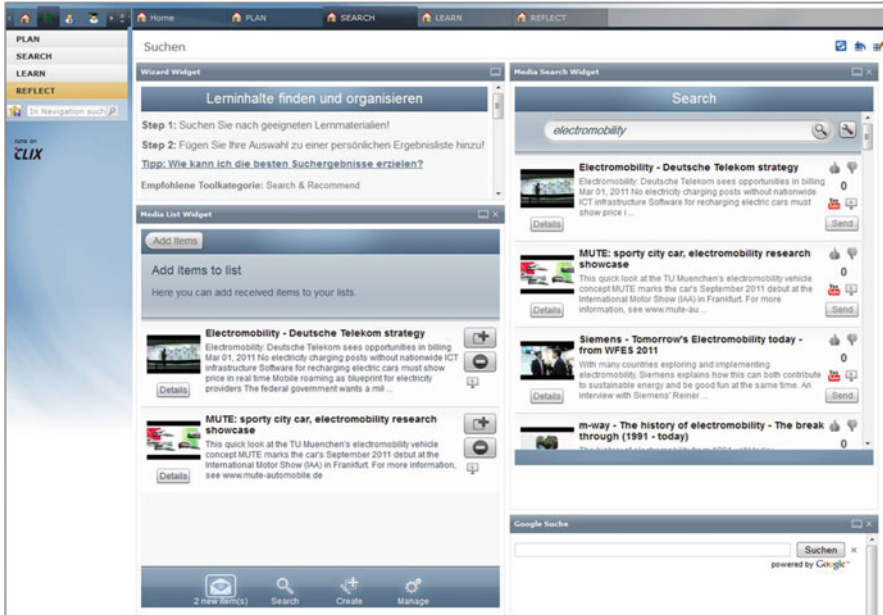 Home
PLAN
SEARCH
LEARN
REFLECT
PLAN
SEARCH
LEARN
REFLECT
In Navigation such
runs on
CLIX
Suchen
Wizard Widget
Lerninhalte finden und organisieren
Step 1: Suchen Sie nach geeigneten Lernmaterialien!
Step 2: Fügen Sie Ihre Auswahl zu einer persönlichen Ergebnisliste hinzu!
Tipp: Wie kann ich die besten Suchergebnisse erzielen?
Empfohlene Toolkategorie: Search & Recommend
Media List Widget
Add Items
Add items to list
Here you can add received items to your lists.
Electromobility - Deutsche Telekom strategy
Electromobility: Deutsche Telekom sees opportunities in billing
Mar 01, 2011 No electricity charging posts without nationwide ICT
infrastructure Software for recharging electric cars must show
price in real time Mobile roaming as blueprint for electricity
providers The federal government wants a mil ...
Details
MUTE: sporty city car, electromobility research
showcase
This quick look at the TU Muenchen's electromobility vehicle
concept MUTE marks the car's September 2011 debut at the
International Motor Show (IAA) in Frankfurt. For more information,
see www.mute-automobile.de
Details
2 new item(s)
Search
Create
Manage
Media Search Widget
Search
electromobility
Electromobility - Deutsche Telekom strategy
Electromobility: Deutsche Telekom sees opportunities in billing
Mar 01, 2011 No electricity charging posts without nationwide
ICT infrastructure Software for recharging electric cars must
show price i ...
0
You
Details
Send
MUTE: sporty city car, electromobility research
showcase
This quick look at the TU Muenchen's electromobility vehicle
concept MUTE marks the car's September 2011 debut at the
International Motor Show (IAA) in Frankfurt. For more
information, see www.mute-au ...
0
You
Details
Send
Siemens - Tomorrow's Electromobility today -
from WFES 2011
With many countries exploring and implementing
electromobility, Siemens explains how this can both contribute
to sustainable energy and be good fun at the same time. An
interview with Siemens' Reiner ...
0
You
Details
Send
m-way - The history of electromobility - The break
through (1991 - today)
0
Google Suche
Suchen
powered by Google